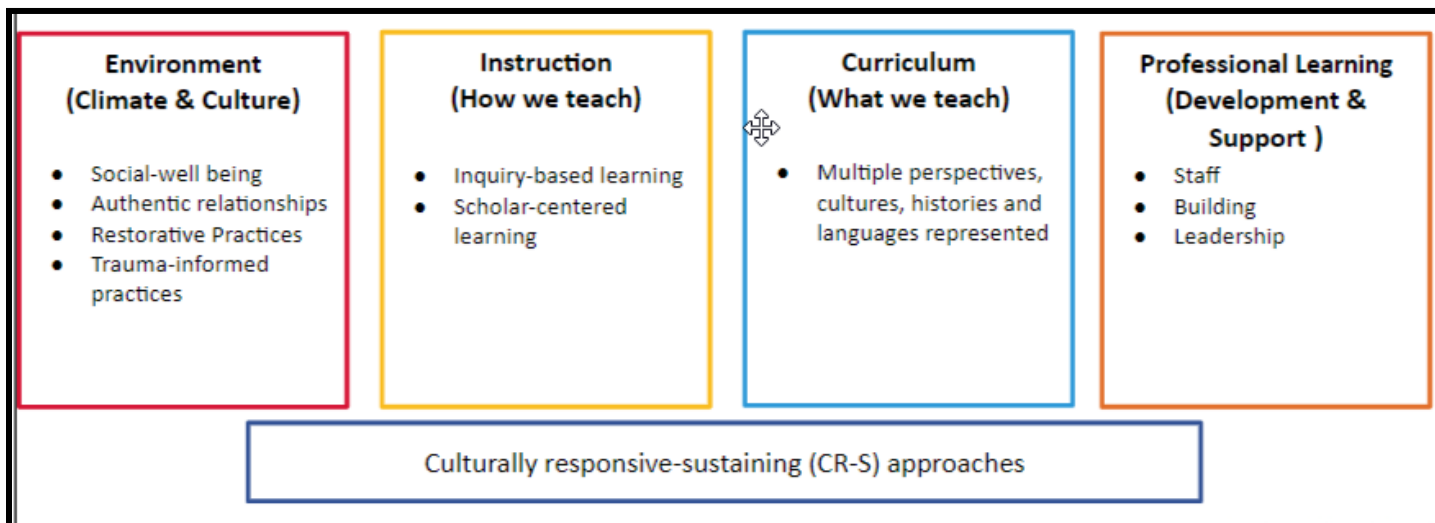 Environment
(Climate & Culture)
● Social-well being
● Authentic relationships
● Restorative Practices
● Trauma-informed
practices
Instruction
(How we teach)
● Inquiry-based learning
● Scholar-centered
learning
Curriculum
(What we teach)
● Multiple perspectives,
cultures, histories and
languages represented
Professional Learning
(Development &
Support )
● Staff
● Building
● Leadership
Culturally responsive-sustaining (CR-S) approaches